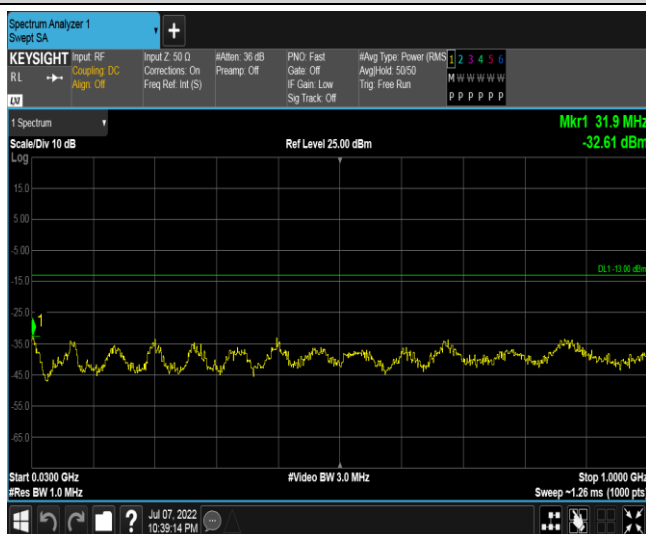 Spectrum Analyzer 1
Swept SA
+
KEYSIGHT
RL
LXI
Input: RF
Coupling: DC
Align: Off
Input Z: 50 Ω
Corrections: On
Freq Ref: Int (S)
#Atten: 36 dB
Preamp: Off
PNO: Fast
Gate: Off
IF Gain: Low
Sig Track: Off
#Avg Type: Power (RMS
Avg|Hold: 50/50
Trig: Free Run
1 2 3 4 5 6
M W W W W W
P P P P P P
1 Spectrum
Scale/Div 10 dB
Ref Level 25.00 dBm
Mkr1 31.9 MHz
-32.61 dBm
Log
15.0
5.00
-5.00
-15.0
-25.0
-35.0
-45.0
-55.0
-65.0
DL1 -13.00 dBm
1
Start 0.0300 GHz
#Video BW 3.0 MHz
Stop 1.0000 GHz
#Res BW 1.0 MHz
Sweep ~1.26 ms (1000 pts)
?
Jul 07, 2022
10:39:14 PM